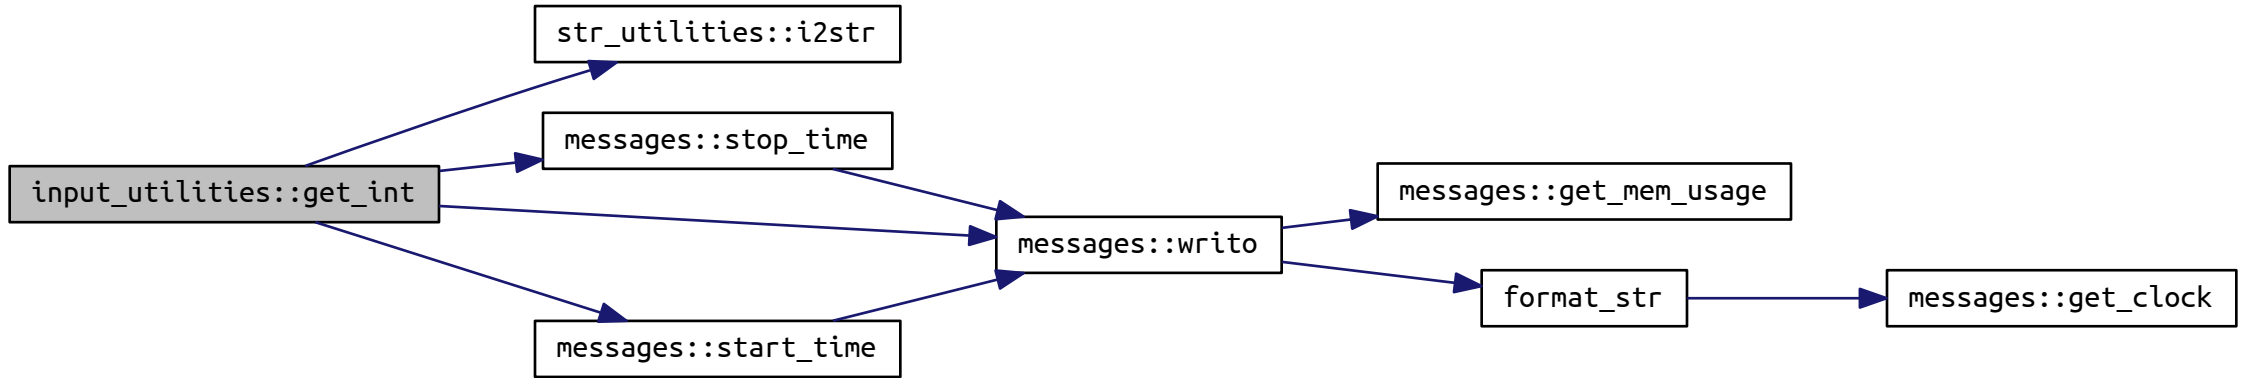 str_utilities::i2str
messages::stop_time
input_utilities::get_int
messages::get_mem_usage
messages::writo
format_str
messages::get_clock
messages::start_time